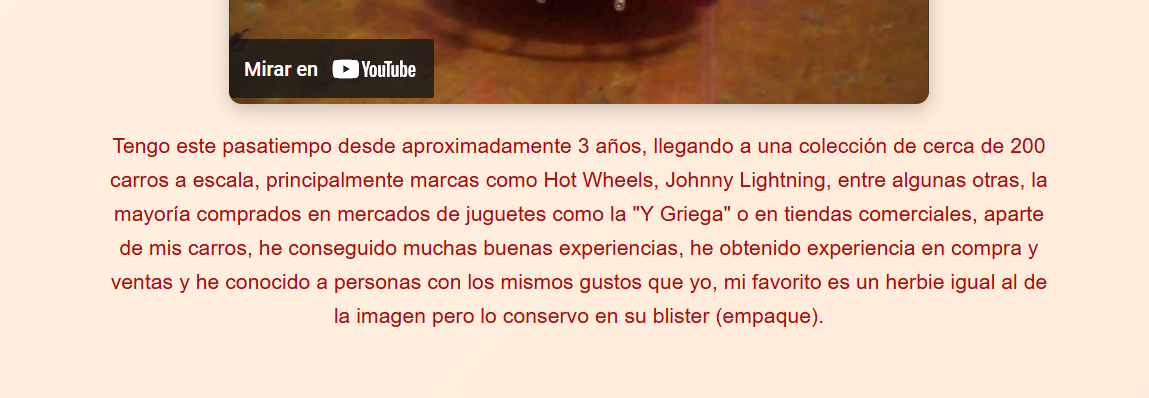 Mirar en YouTube
Tengo este pasatiempo desde aproximadamente 3 años, llegando a una colección de cerca de 200
carros a escala, principalmente marcas como Hot Wheels, Johnny Lightning, entre algunas otras, la
mayoría comprados en mercados de juguetes como la "Y Griega" o en tiendas comerciales, aparte
de mis carros, he conseguido muchas buenas experiencias, he obtenido experiencia en compra y
ventas y he conocido a personas con los mismos gustos que yo, mi favorito es un herbie igual al de
la imagen pero lo conservo en su blister (empaque).